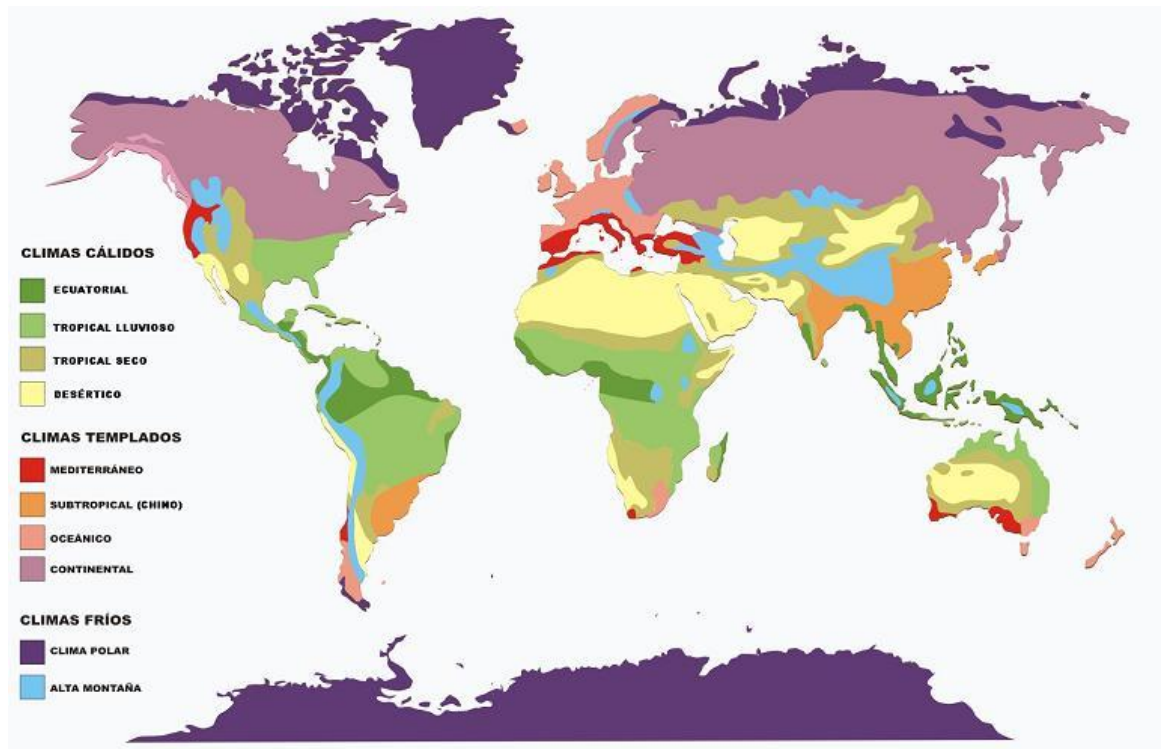 CLIMAS CÁLIDOS
ECUATORIAL
TROPICAL LLUVIOSO
TROPICAL SECO
DESÉRTICO
CLIMAS TEMPLADOS
MEDITERRÁNEO
SUBTROPICAL (CHINO)
OCEÁNICO
CONTINENTAL
CLIMAS FRÍOS
CLIMA POLAR
ALTA MONTAÑA